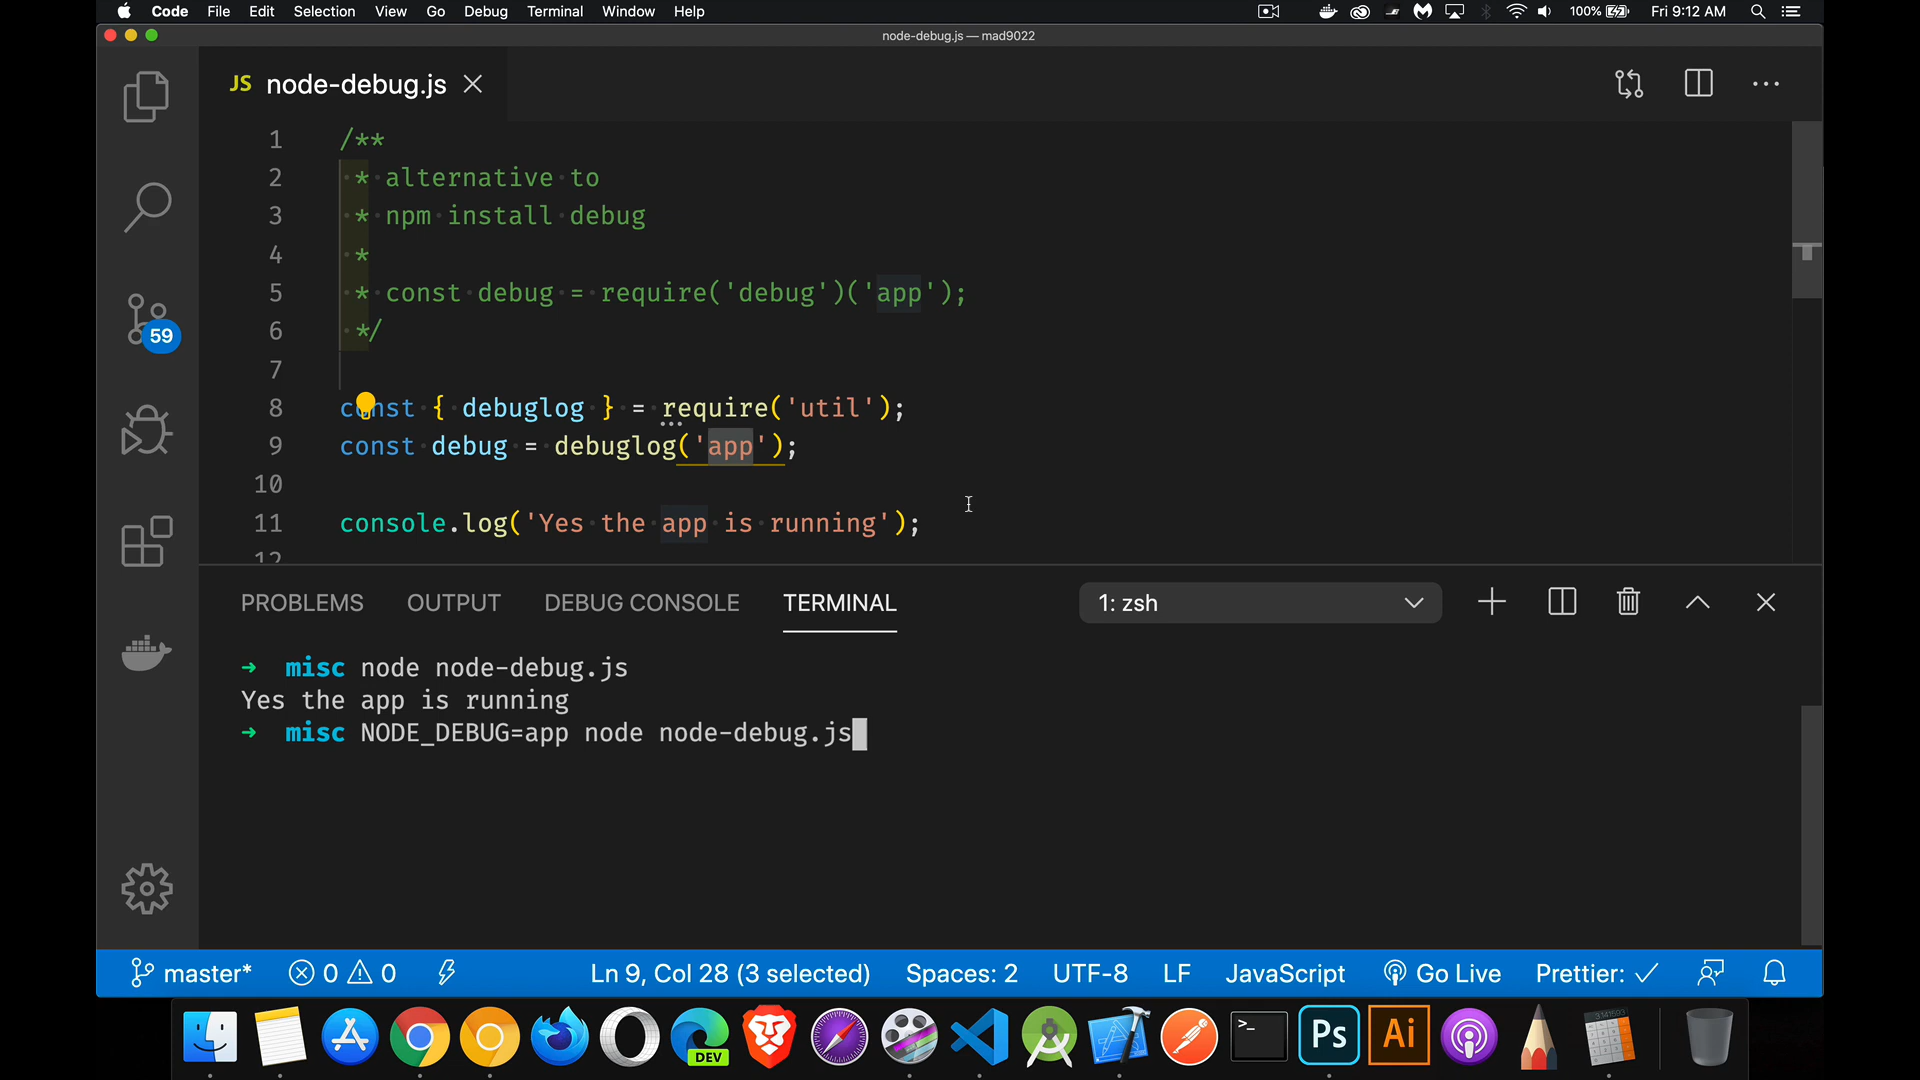 Code File Edit Selection View Go Debug Terminal Window Help 100% Fri 9:12 AM
node-debug.js — mad9022
JS node-debug.js
1 /**
2 * alternative to
3 * npm install debug
4 *
5 * const debug = require('debug')('app');
6 */
7
8 const { debuglog } = require('util');
9 const debug = debuglog('app');
10
11 console.log('Yes the app is running');
12
59
PROBLEMS OUTPUT DEBUG CONSOLE TERMINAL 1: zsh
→ misc node node-debug.js
Yes the app is running
→ misc NODE_DEBUG=app node node-debug.js
master* 0 0 Ln 9, Col 28 (3 selected) Spaces: 2 UTF-8 LF JavaScript Go Live Prettier: ✓
DEV >_ Ps Ai 3.141593